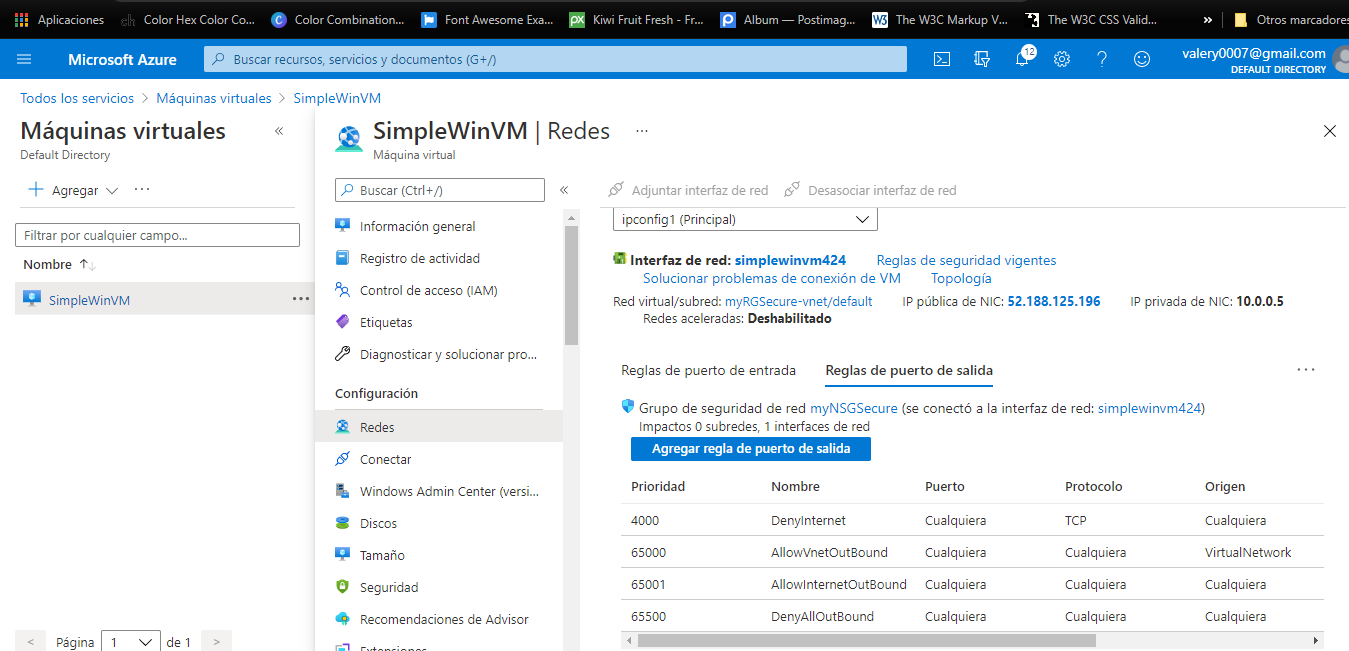 Aplicaciones ch Color Hex Color Co... C Color Combination... Font Awesome Exa... PX Kiwi Fruit Fresh - Fr... P Album — Postimag... W3 The W3C Markup V... The W3C CSS Valid... » Otros marcadores
Microsoft Azure Buscar recursos, servicios y documentos (G+/) 12 ? valery0007@gmail.com
DEFAULT DIRECTORY
Todos los servicios > Máquinas virtuales > SimpleWinVM
Máquinas virtuales «
Default Directory
+ Agregar ···
Filtrar por cualquier campo...
Nombre ↑↓
SimpleWinVM ···
< Página 1 de 1 >
SimpleWinVM | Redes ···
Máquina virtual
Buscar (Ctrl+/) «
Información general
Registro de actividad
Control de acceso (IAM)
Etiquetas
Diagnosticar y solucionar pro...
Configuración
Redes
Conectar
Windows Admin Center (versi...
Discos
Tamaño
Seguridad
Recomendaciones de Advisor
Extensiones
Adjuntar interfaz de red Desasociar interfaz de red
ipconfig1 (Principal)
Interfaz de red: simplewinvm424 Reglas de seguridad vigentes
Solucionar problemas de conexión de VM Topología
Red virtual/subred: myRGSecure-vnet/default IP pública de NIC: 52.188.125.196 IP privada de NIC: 10.0.0.5
Redes aceleradas: Deshabilitado
Reglas de puerto de entrada Reglas de puerto de salida ···
Grupo de seguridad de red myNSGSecure (se conectó a la interfaz de red: simplewinvm424)
Impactos 0 subredes, 1 interfaces de red
Agregar regla de puerto de salida
Prioridad Nombre Puerto Protocolo Origen
4000 DenyInternet Cualquiera TCP Cualquiera
65000 AllowVnetOutBound Cualquiera Cualquiera VirtualNetwork
65001 AllowInternetOutBound Cualquiera Cualquiera Cualquiera
65500 DenyAllOutBound Cualquiera Cualquiera Cualquiera